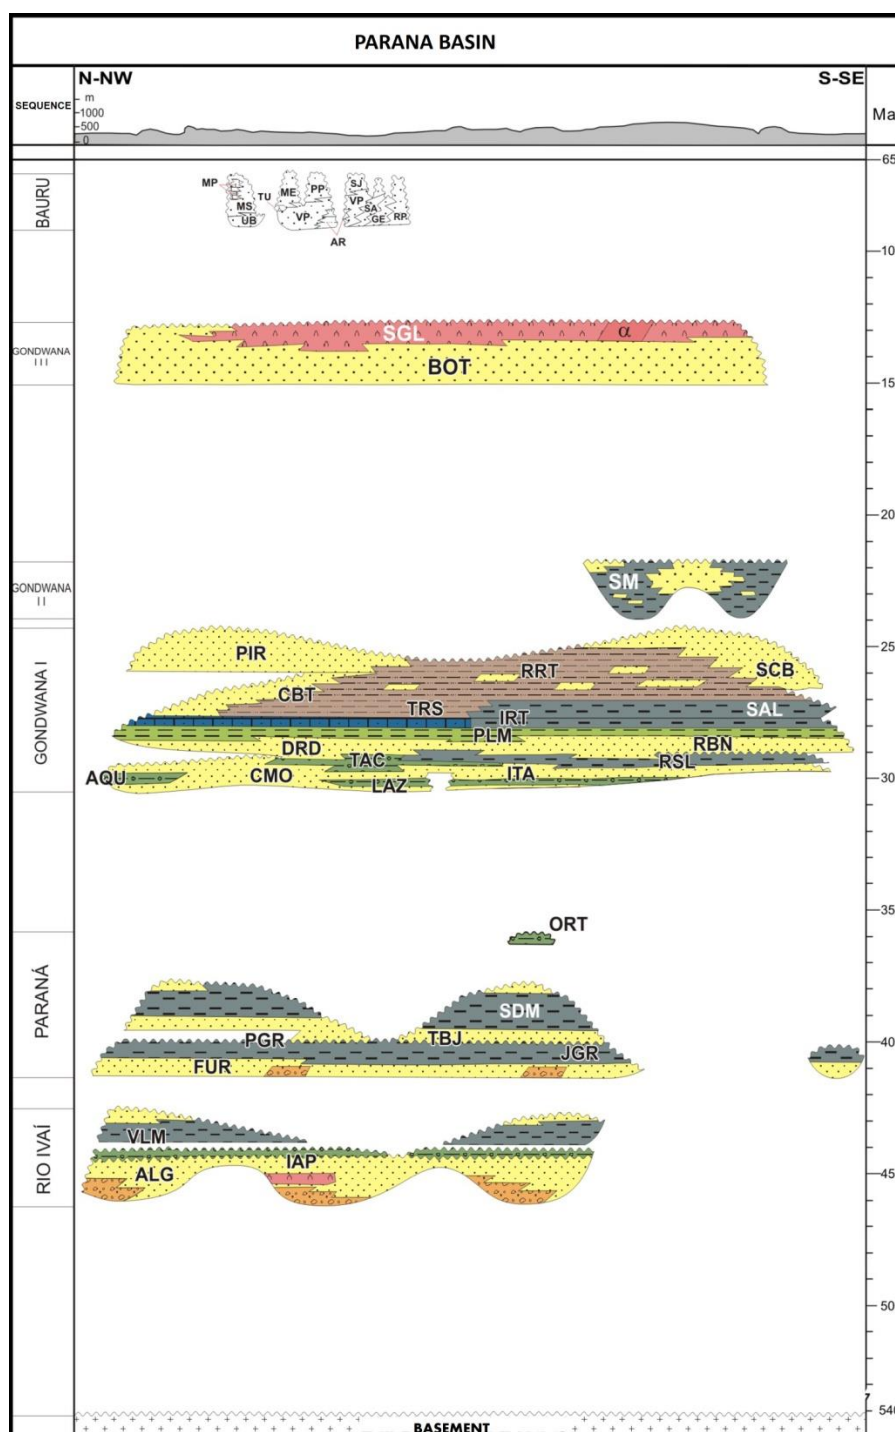 PARANA BASIN
N-NW
S-SE
SEQUENCE
m
1000
500
0
Ma
65
BAURU
MP
TU
ME
PP
SJ
MS
VP
VP
SA
UB
GE
RP
AR
10
SGL
α
GONDWANA
III
BOT
15
20
GONDWANA
II
SM
25
GONDWANA I
PIR
RRT
SCB
CBT
TRS
SAL
IRT
PLM
DRD
RBN
TAC
RSL
AQU
CMO
ITA
LAZ
30
35
ORT
PARANÁ
SDM
PGR
TBJ
40
JGR
FUR
RIO IVAÍ
VLM
IAP
ALG
45
50
540
BASEMENT